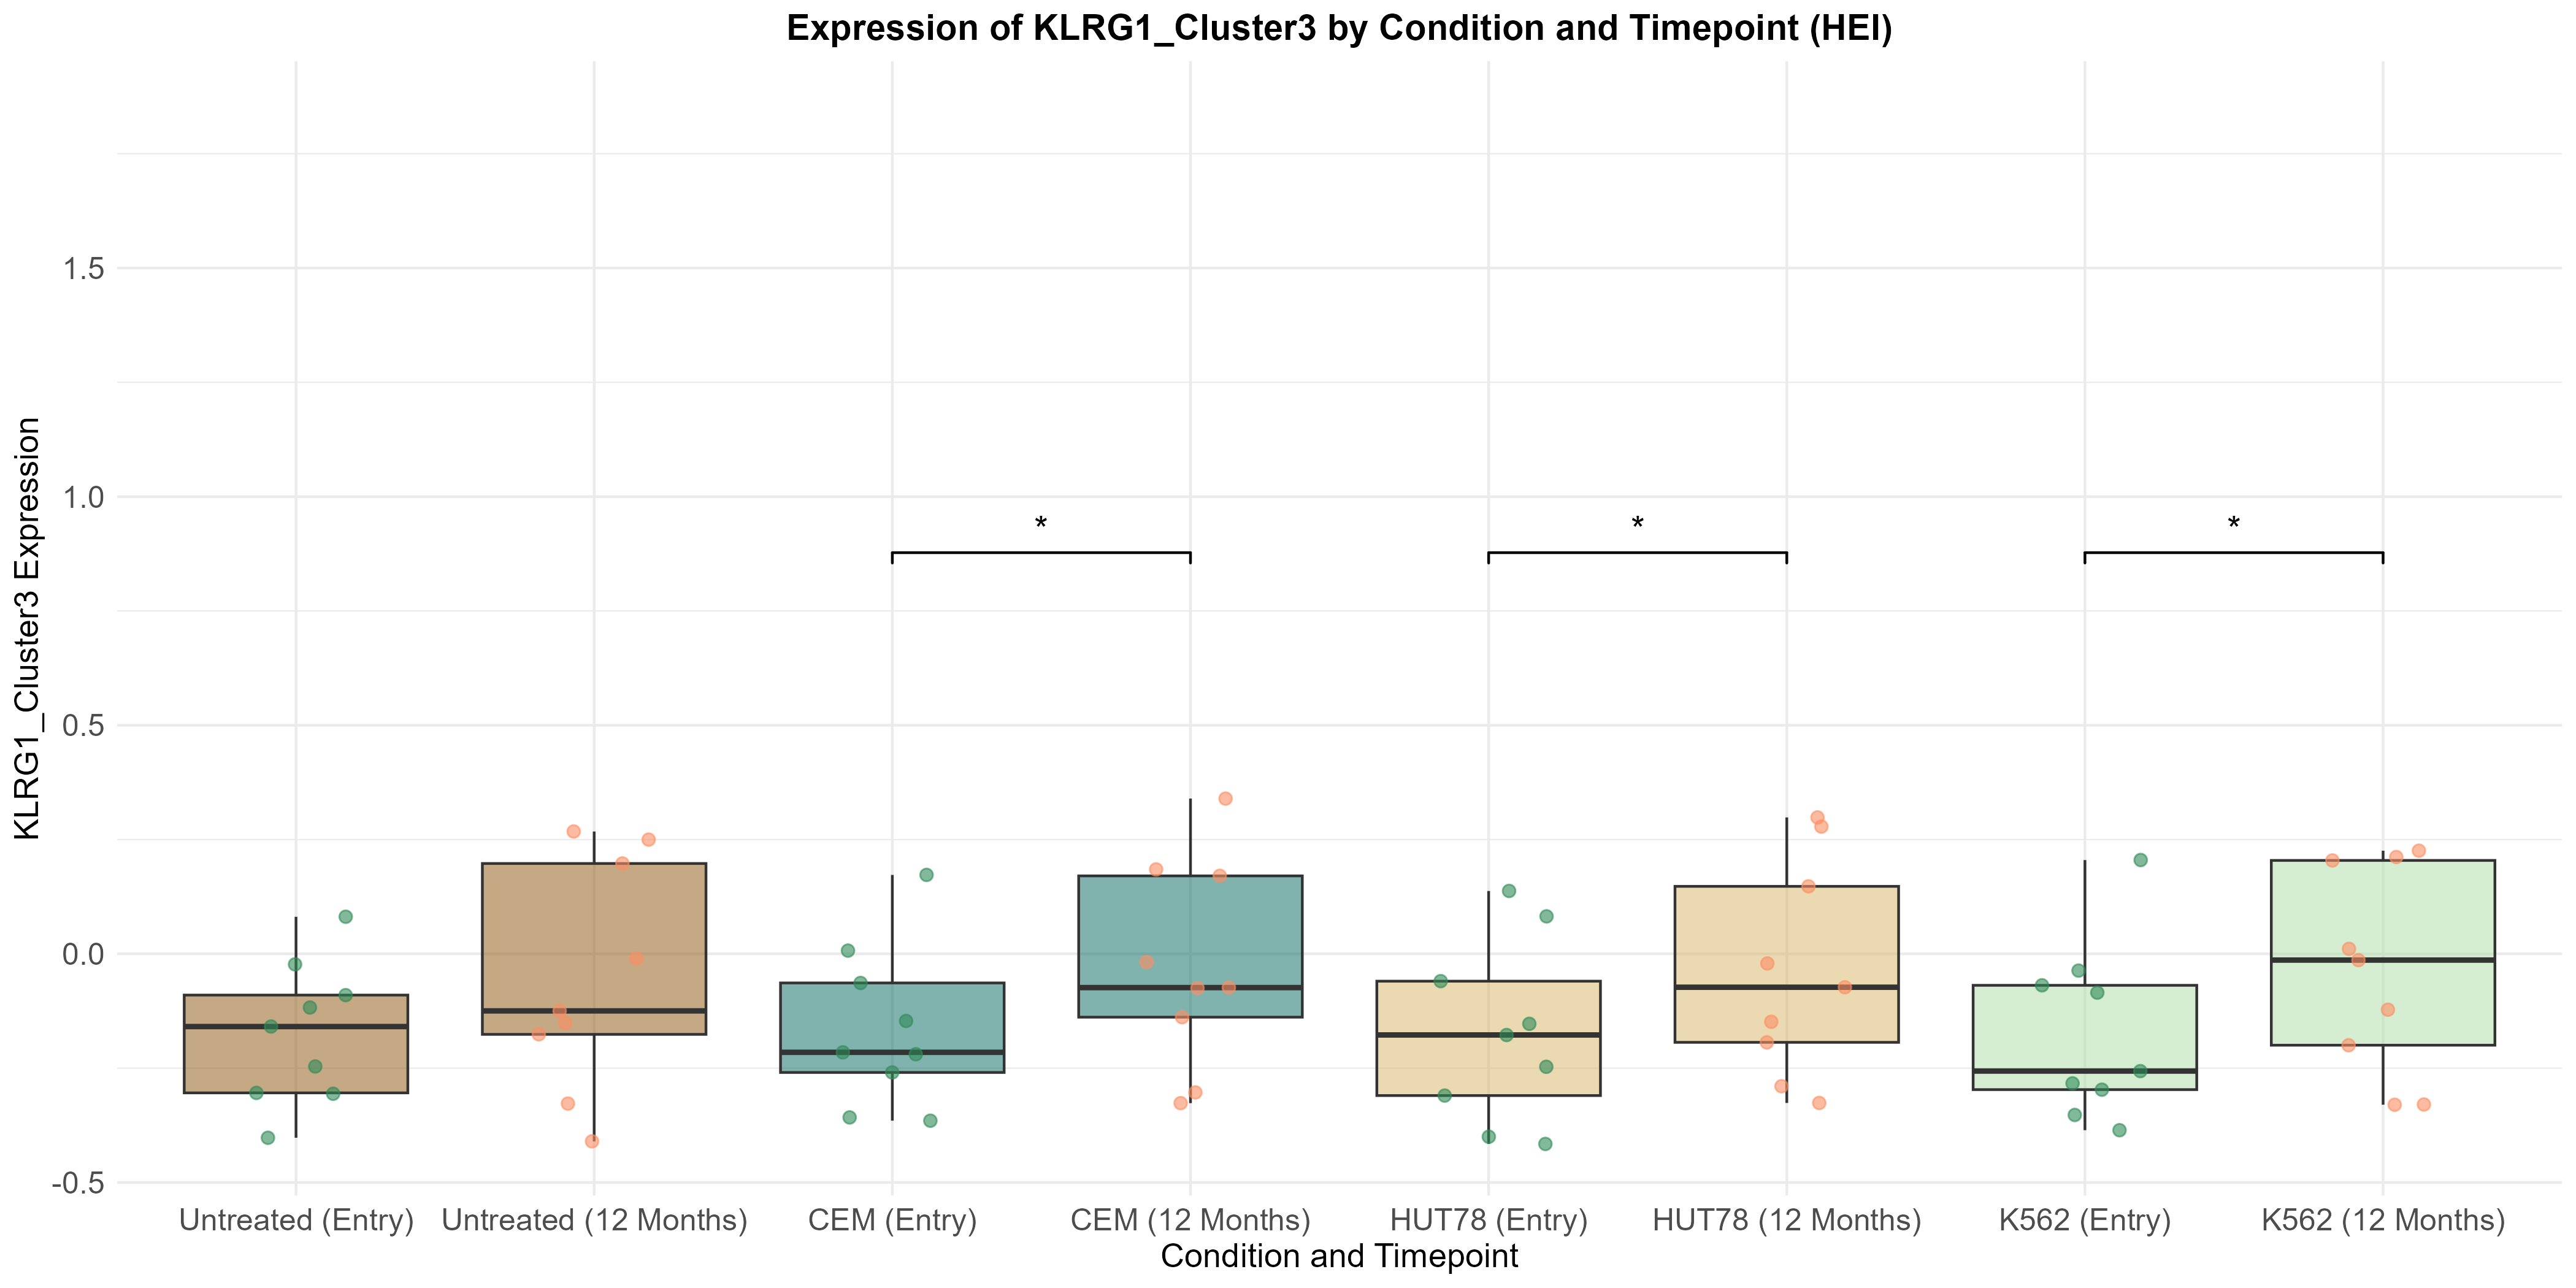 Expression of KLRG1_Cluster3 by Condition and Timepoint (HEI)
KLRG1_Cluster3 Expression
1.5
1.0
0.5
0.0
-0.5
*
*
*
Untreated (Entry)
Untreated (12 Months)
CEM (Entry)
CEM (12 Months)
HUT78 (Entry)
HUT78 (12 Months)
K562 (Entry)
K562 (12 Months)
Condition and Timepoint